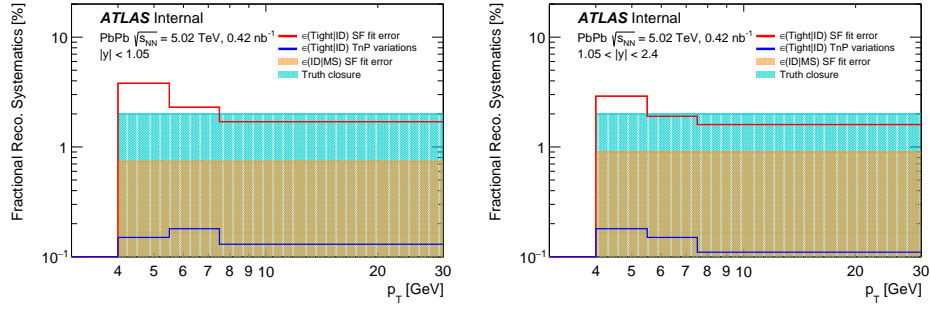 ATLAS Internal
PbPb √s_NN = 5.02 TeV, 0.42 nb⁻¹
|y| < 1.05
∈(Tight|ID) SF fit error
∈(Tight|ID) TnP variations
∈(ID|MS) SF fit error
Truth closure
Fractional Reco. Systematics [%]
10
1
10⁻¹
4 5 6 7 8 9 10 20 30
p_T [GeV]
ATLAS Internal
PbPb √s_NN = 5.02 TeV, 0.42 nb⁻¹
1.05 < |y| < 2.4
∈(Tight|ID) SF fit error
∈(Tight|ID) TnP variations
∈(ID|MS) SF fit error
Truth closure
Fractional Reco. Systematics [%]
10
1
10⁻¹
4 5 6 7 8 9 10 20 30
p_T [GeV]